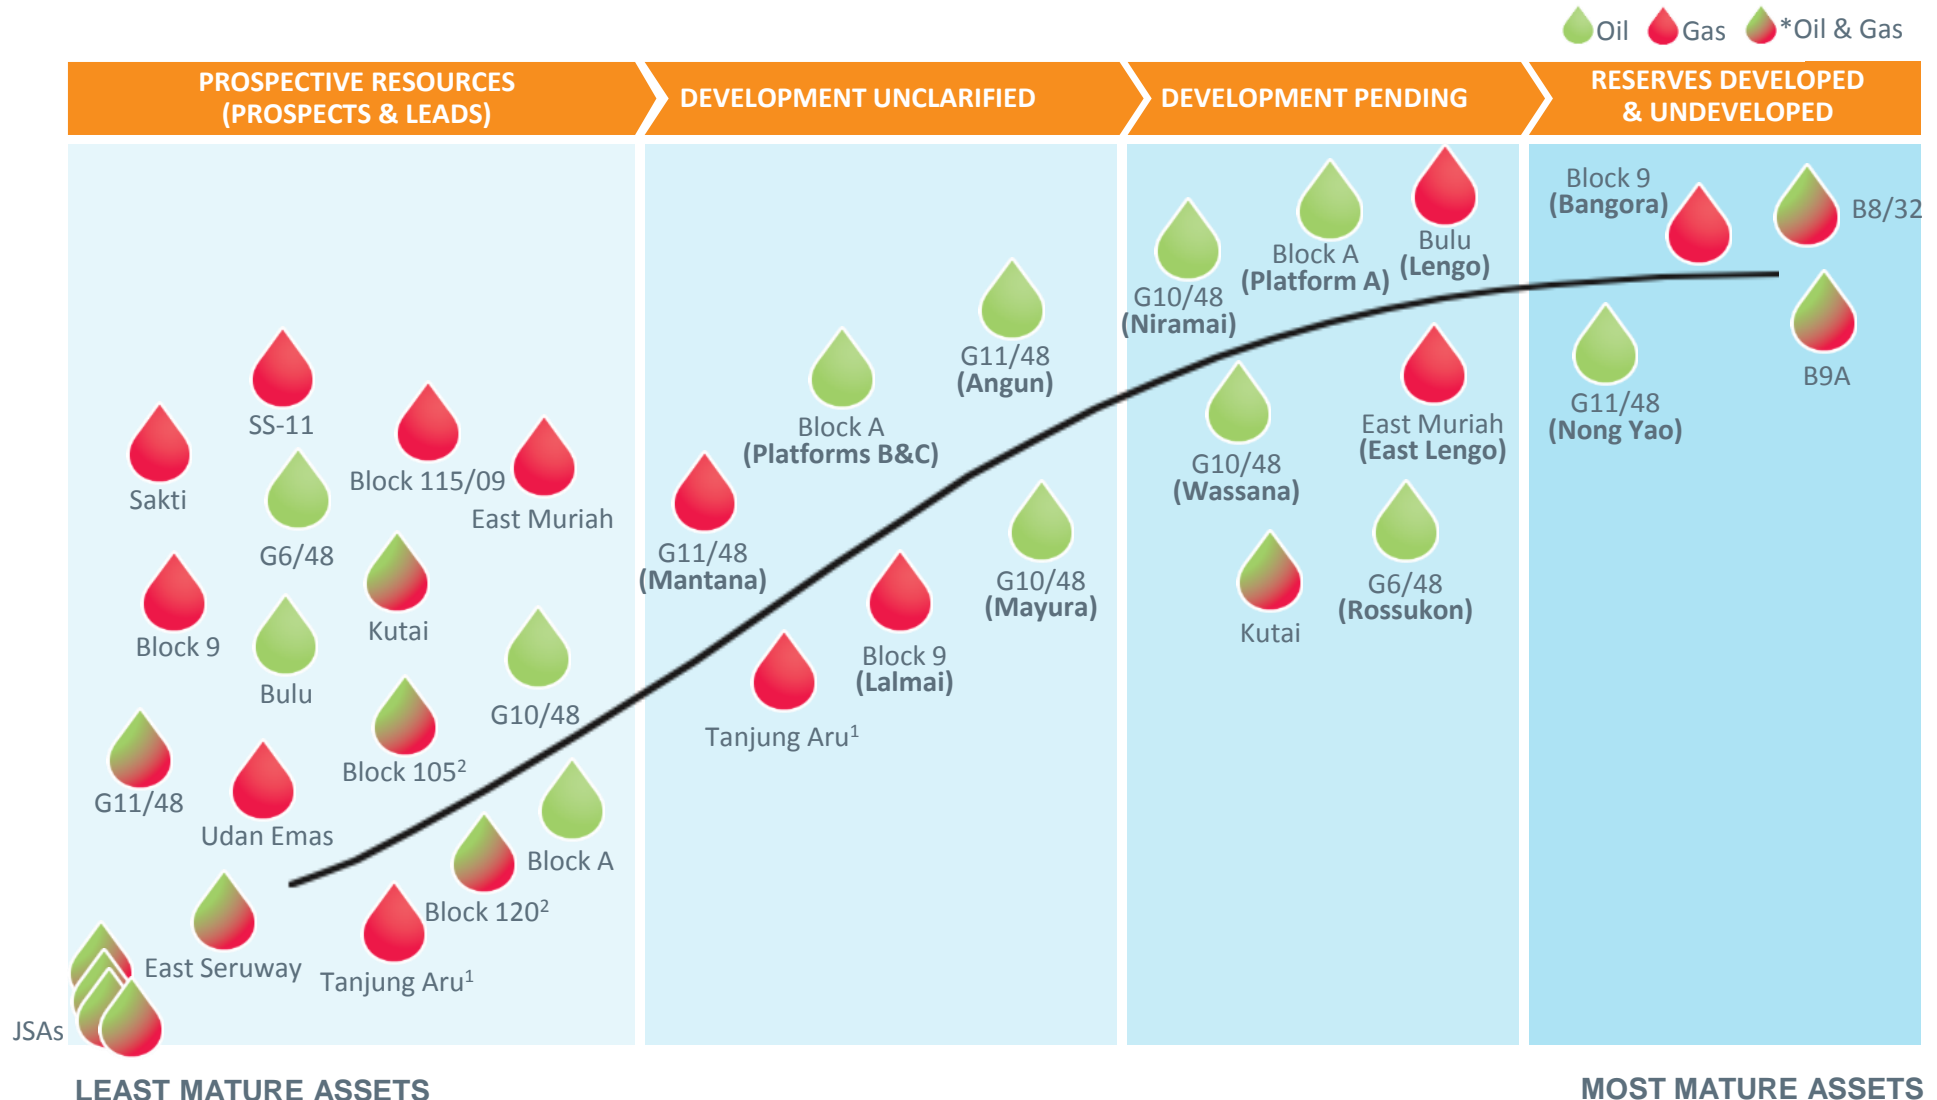 Oil
Gas
*Oil & Gas
PROSPECTIVE RESOURCES
(PROSPECTS & LEADS)
DEVELOPMENT UNCLARIFIED
DEVELOPMENT PENDING
RESERVES DEVELOPED
& UNDEVELOPED
SS-11
Sakti
Block 115/09
East Muriah
G6/48
Block 9
Kutai
Bulu
G10/48
Block 105²
G11/48
Udan Emas
Block A
Block 120²
East Seruway
Tanjung Aru¹
JSAs
G11/48
(Angun)
Block A
(Platforms B&C)
G11/48
(Mantana)
G10/48
(Mayura)
Block 9
(Lalmai)
Tanjung Aru¹
Bulu
(Lengo)
Block A
(Platform A)
G10/48
(Niramai)
East Muriah
(East Lengo)
G10/48
(Wassana)
G6/48
(Rossukon)
Kutai
Block 9
(Bangora)
B8/32
B9A
G11/48
(Nong Yao)
LEAST MATURE ASSETS
MOST MATURE ASSETS